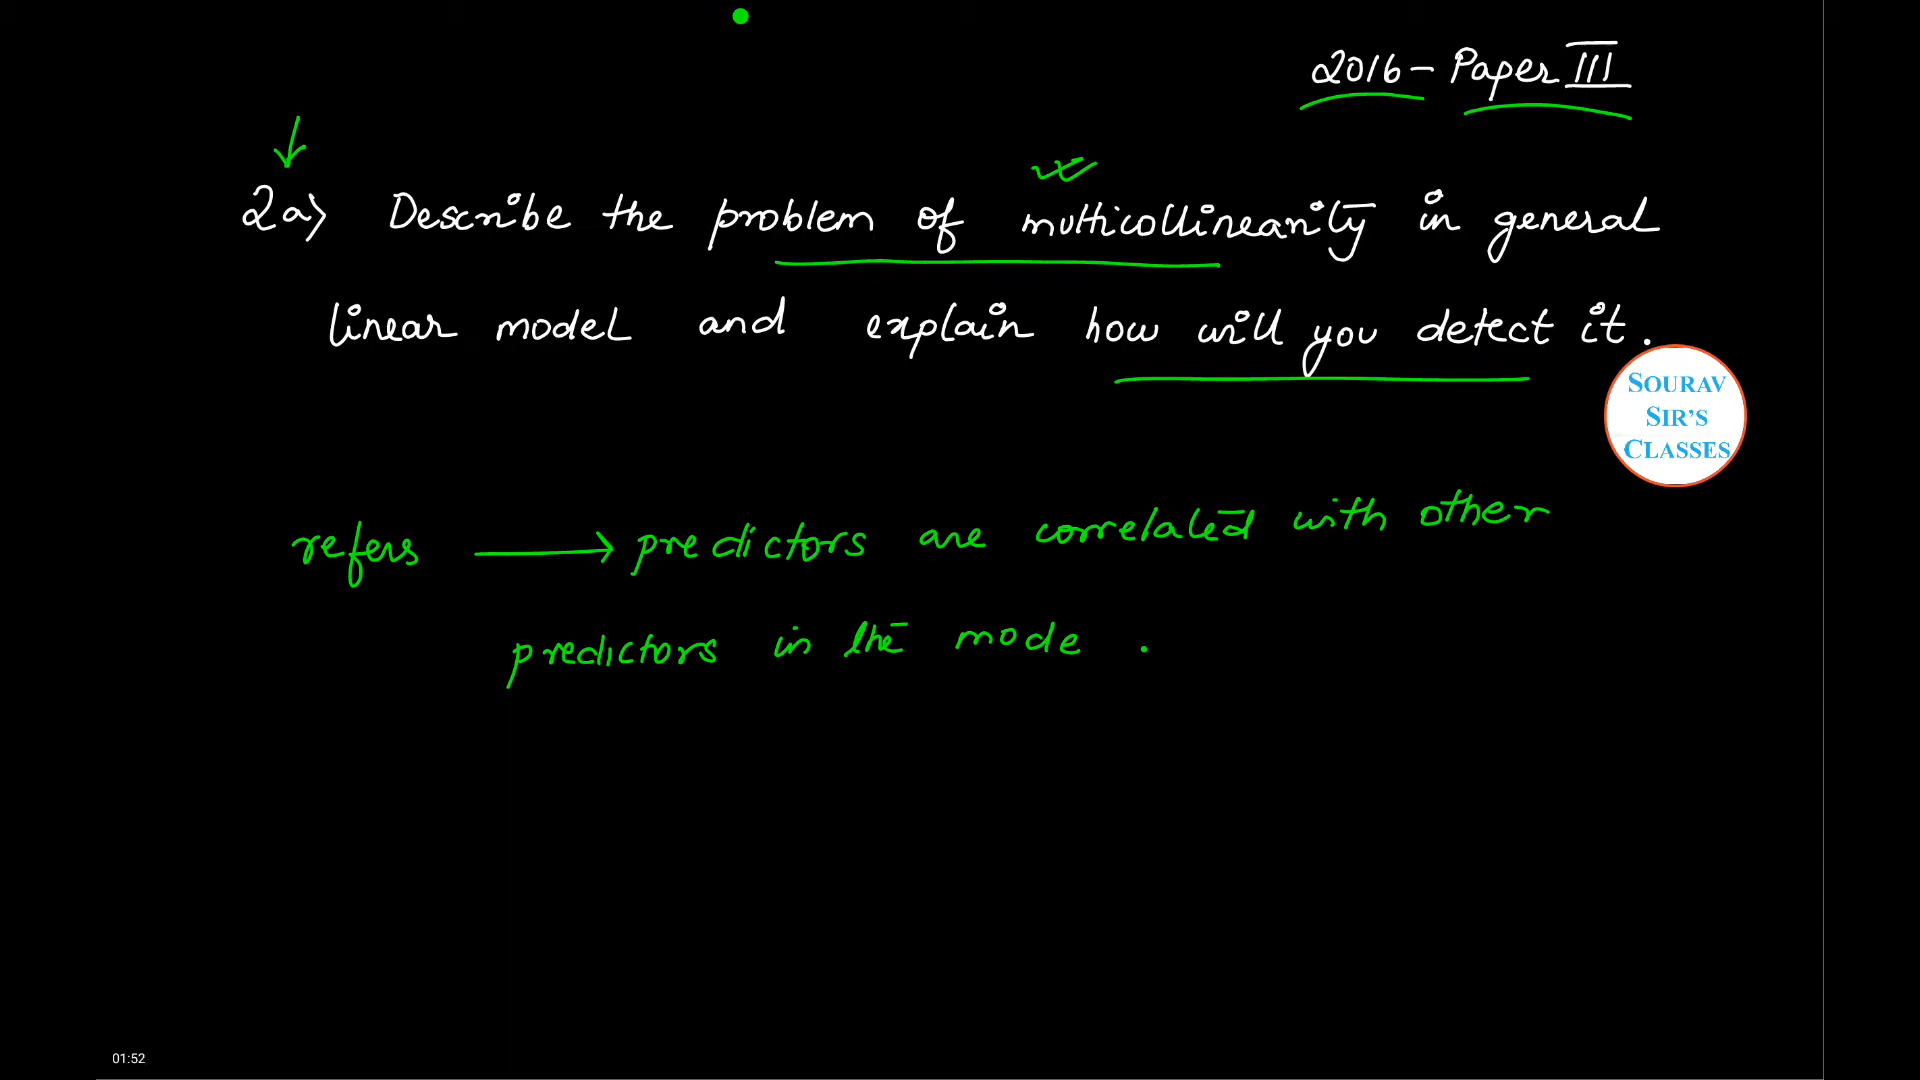 2016 - Paper III
2a) Describe the problem of multicollinearity in general
linear model and explain how will you detect it.
SOURAV
SIR'S
CLASSES
refers → predictors are correlated with other
predictors in the mode .
01:52